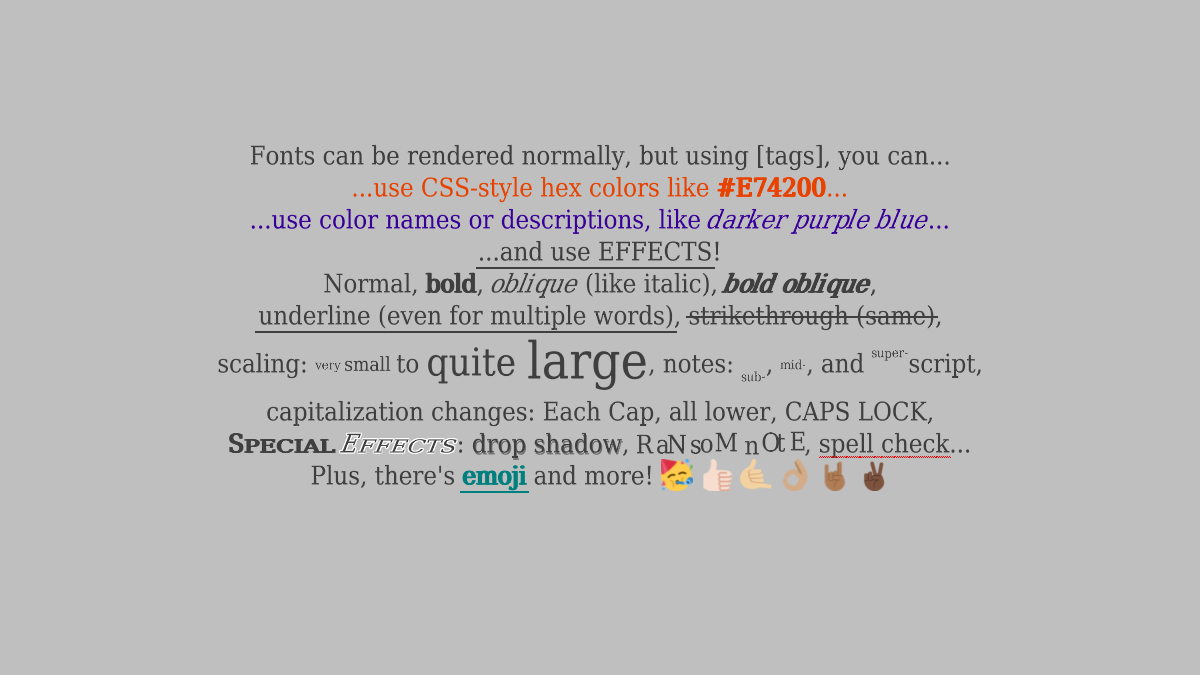 Fonts can be rendered normally, but using [tags], you can...
...use CSS-style hex colors like #E74200...
...use color names or descriptions, like darker purple blue...
...and use EFFECTS!
Normal, bold, oblique (like italic), bold oblique,
underline (even for multiple words), strikethrough (same),
scaling: very small to quite large, notes: sub-, mid-, and super-script,
capitalization changes: Each Cap, all lower, CAPS LOCK,
SPECIAL EFFECTS: drop shadow, RaNsoM nOtE, spell check...
Plus, there's emoji and more! 🥳👍🏻🤙🏼👌🏽🤘🏾✌🏿